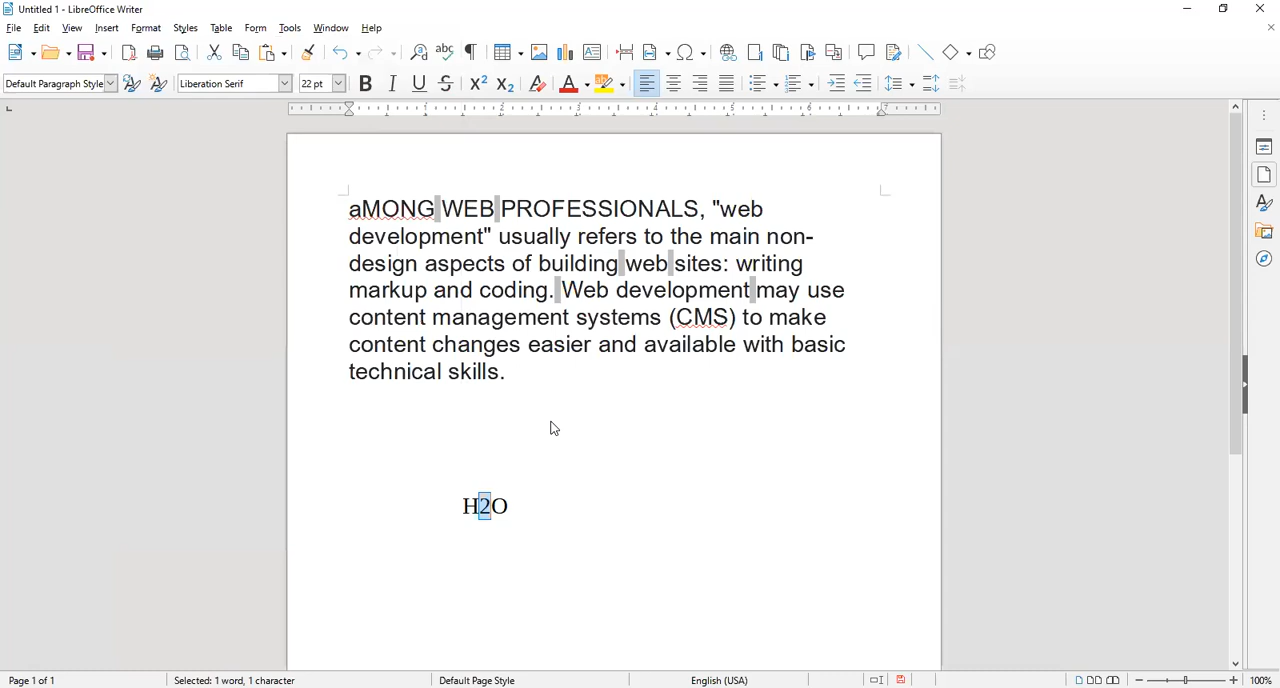 Untitled 1 - LibreOffice Writer
File Edit View Insert Format Styles Table Form Tools Window Help
Default Paragraph Style Liberation Serif 22 pt
aMONG WEB PROFESSIONALS, "web
development" usually refers to the main non-
design aspects of building web sites: writing
markup and coding. Web development may use
content management systems (CMS) to make
content changes easier and available with basic
technical skills.
H2O
Page 1 of 1 Selected: 1 word, 1 character Default Page Style English (USA) 100%